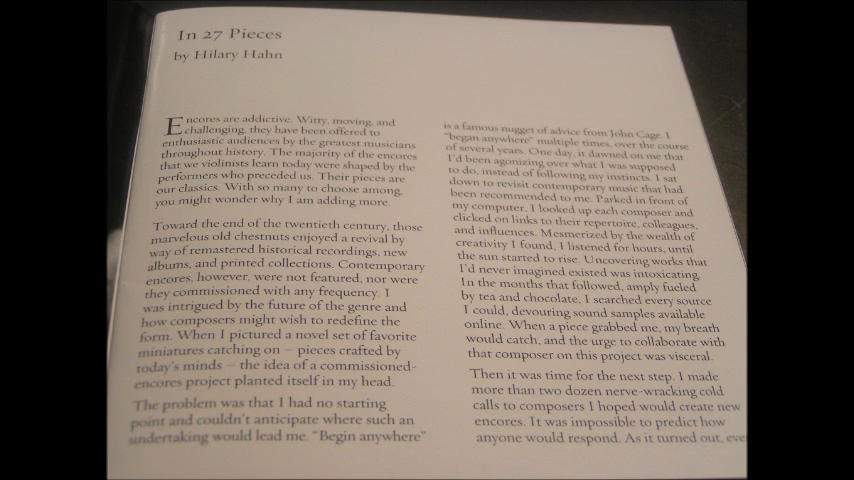 In 27 Pieces
by Hilary Hahn
Encores are addictive. Witty, moving, and
challenging, they have been offered to
enthusiastic audiences by the greatest musicians
throughout history. The majority of the encores
that we violinists learn today were shaped by the
performers who preceded us. Their pieces are
our classics. With so many to choose among,
you might wonder why I am adding more.
Toward the end of the twentieth century, those
marvelous old chestnuts enjoyed a revival by
way of remastered historical recordings, new
albums, and printed collections. Contemporary
encores, however, were not featured, nor were
they commissioned with any frequency. I
was intrigued by the future of the genre and
how composers might wish to redefine the
form. When I pictured a novel set of favorite
miniatures catching on – pieces crafted by
today's minds – the idea of a commissioned-
encores project planted itself in my head.
The problem was that I had no starting
point and couldn't anticipate where such an
undertaking would lead me. "Begin anywhere"
is a famous nugget of advice from John Cage. I
"began anywhere" multiple times, over the course
of several years. One day, it dawned on me that
I'd been agonizing over what I was supposed
to do, instead of following my instincts. I sat
down to revisit contemporary music that had
been recommended to me. Parked in front of
my computer, I looked up each composer and
clicked on links to their repertoire, colleagues,
and influences. Mesmerized by the wealth of
creativity I found, I listened for hours, until
the sun started to rise. Uncovering works that
I'd never imagined existed was intoxicating.
In the months that followed, amply fueled
by tea and chocolate, I searched every source
I could, devouring sound samples available
online. When a piece grabbed me, my breath
would catch, and the urge to collaborate with
that composer on this project was visceral.
Then it was time for the next step. I made
more than two dozen nerve-wracking cold
calls to composers I hoped would create new
encores. It was impossible to predict how
anyone would respond. As it turned out, eve